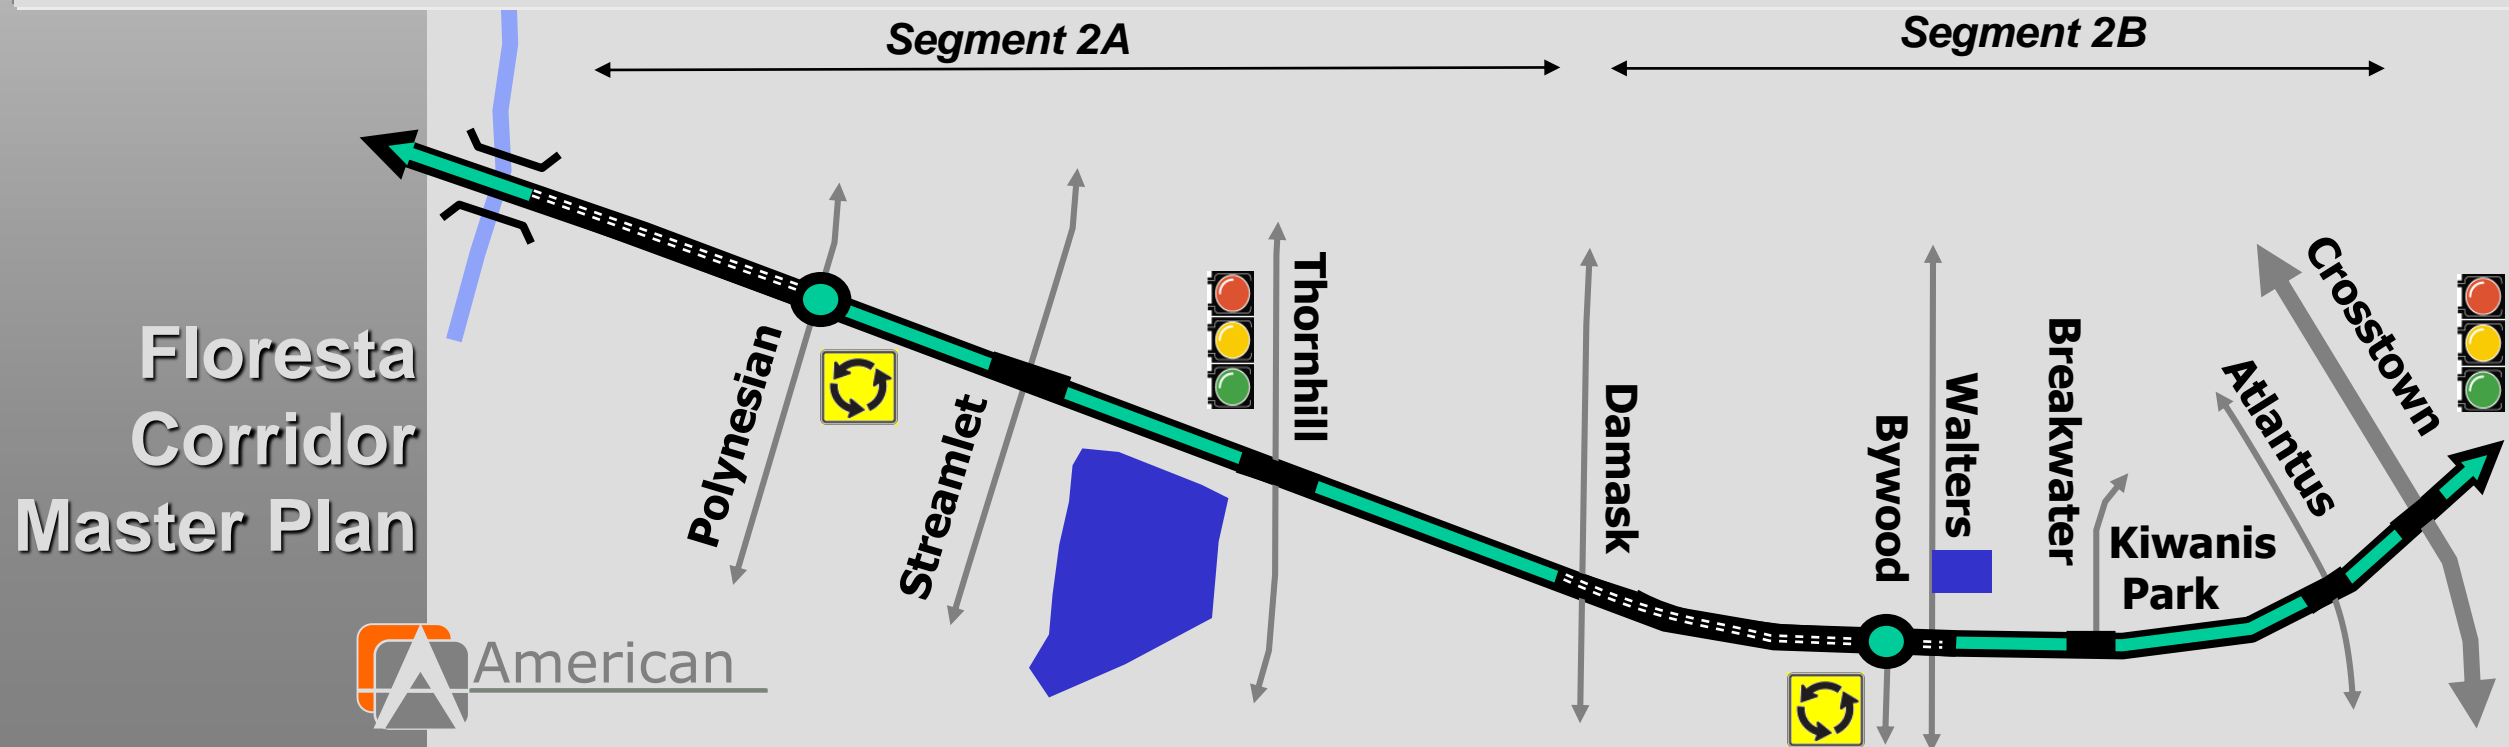 Segment 2A
Segment 2B
Floresta
Corridor
Master Plan
Polynesian
Streamlet
Thornhill
Damask
Bywood
Walters
Breakwater
Kiwanis
Park
Atlantus
Crosstown
American